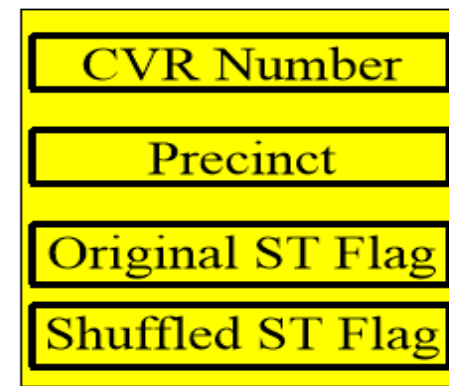 CVR Number
Precinct
Original ST Flag
Shuffled ST Flag